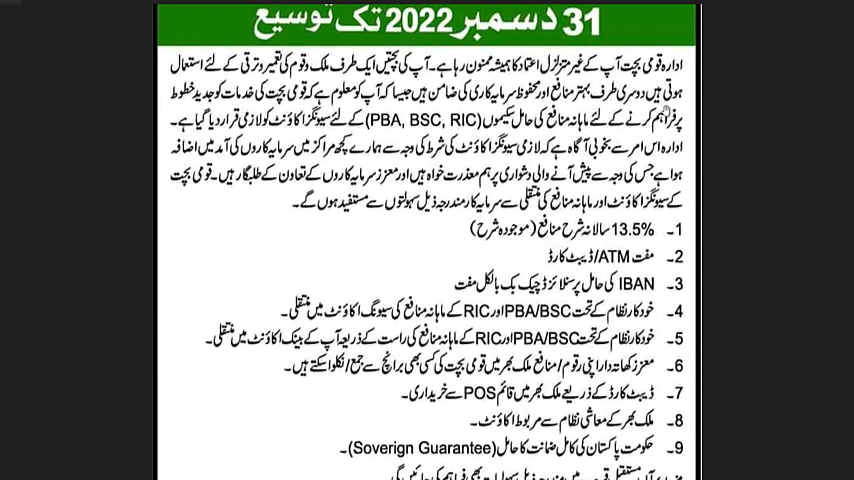 31 دسمبر 2022 تک توسیع
ادارہ قومی بچت آپ کے غیر متزلزل اعتماد کا ہمیشہ ممنون رہا ہے۔ آپ کی بچتیں ایک طرف ملک و قوم کی تعمیر و ترقی کے لئے استعمال
ہوتی ہیں دوسری طرف بہتر منافع اور محفوظ سرمایہ کاری کی ضامن ہیں جیسا کہ آپ کو معلوم ہے کہ قومی بچت کی خدمات کو جدید خطوط
پر فراہم کرنے کے لئے ماہانہ منافع کی حامل سکیموں (PBA, BSC, RIC) کے لئے سیونگز اکاؤنٹ کو لازمی قرار دیا گیا ہے۔
ادارہ اس امر سے بخوبی آگاہ ہے کہ لازمی سیونگز اکاؤنٹ کی شرط کی وجہ سے ہمارے کچھ مراکز میں سرمایہ کاروں کی آمد میں اضافہ
ہوا ہے جس کی وجہ سے پیش آنے والی دشواری پر ہم معذرت خواہ ہیں اور معزز سرمایہ کاروں کے تعاون کے طلبگار ہیں۔ قومی بچت
کے سیونگز اکاؤنٹ اور ماہانہ منافع کی منتقلی سے سرمایہ کار مندرجہ ذیل سہولتوں سے مستفید ہوں گے۔
1۔ 13.5% سالانہ شرح منافع (موجودہ شرح)
2۔ مفت ATM/ڈیبٹ کارڈ
3۔ IBAN کی حامل پرسنلائزڈ چیک بک بالکل مفت
4۔ خودکار نظام کے تحت PBA/BSC اور RIC کے ماہانہ منافع کی سیونگ اکاؤنٹ میں منتقلی۔
5۔ خودکار نظام کے تحت PBA/BSC اور RIC کے ماہانہ منافع کی راست کے ذریعہ آپ کے بینک اکاؤنٹ میں منتقلی۔
6۔ معزز کھاتہ دار اپنی رقوم/منافع ملک بھر میں قومی بچت کی کسی بھی برانچ سے جمع/نکلوا سکتے ہیں۔
7۔ ڈیبٹ کارڈ کے ذریعے ملک بھر میں قائم POS سے خریداری۔
8۔ ملک بھر کے معاشی نظام سے مربوط اکاؤنٹ۔
9۔ حکومت پاکستان کی کامل ضمانت کا حامل (Soverign Guarantee)۔